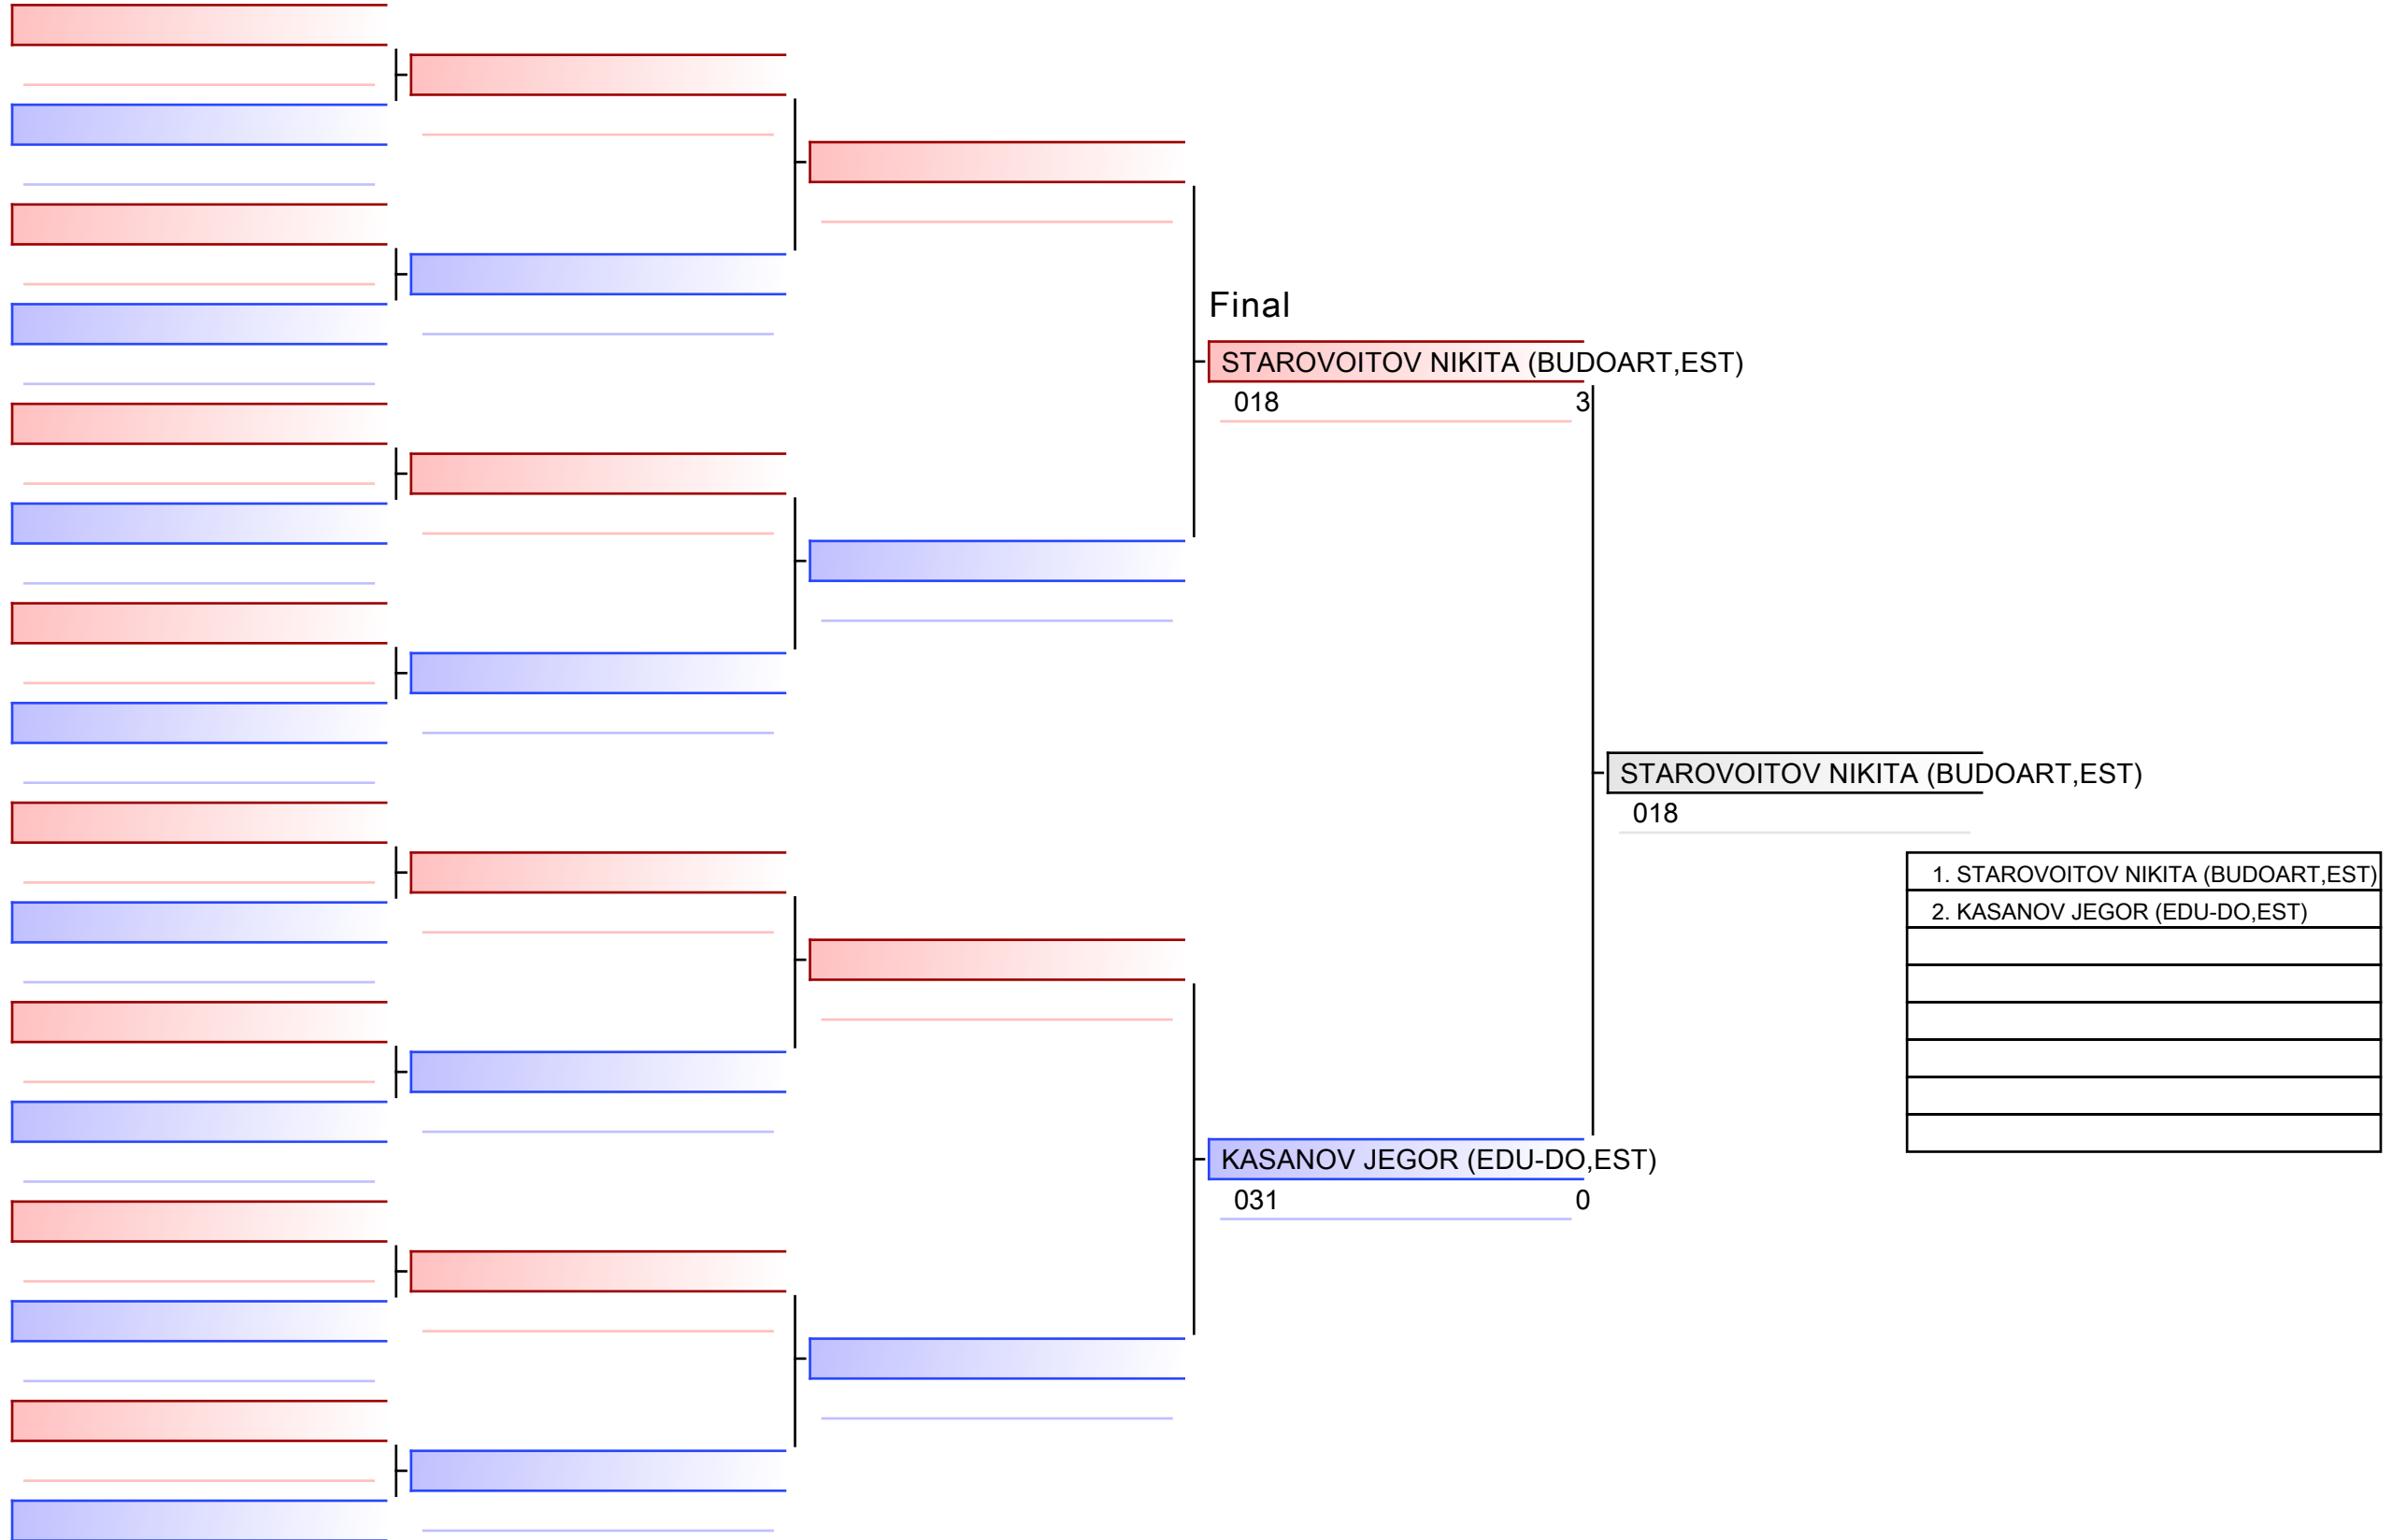 Final
STAROVOITOV NIKITA (BUDOART,EST)
018 3
STAROVOITOV NIKITA (BUDOART,EST)
018
1. STAROVOITOV NIKITA (BUDOART,EST)
2. KASANOV JEGOR (EDU-DO,EST)
KASANOV JEGOR (EDU-DO,EST)
031 0